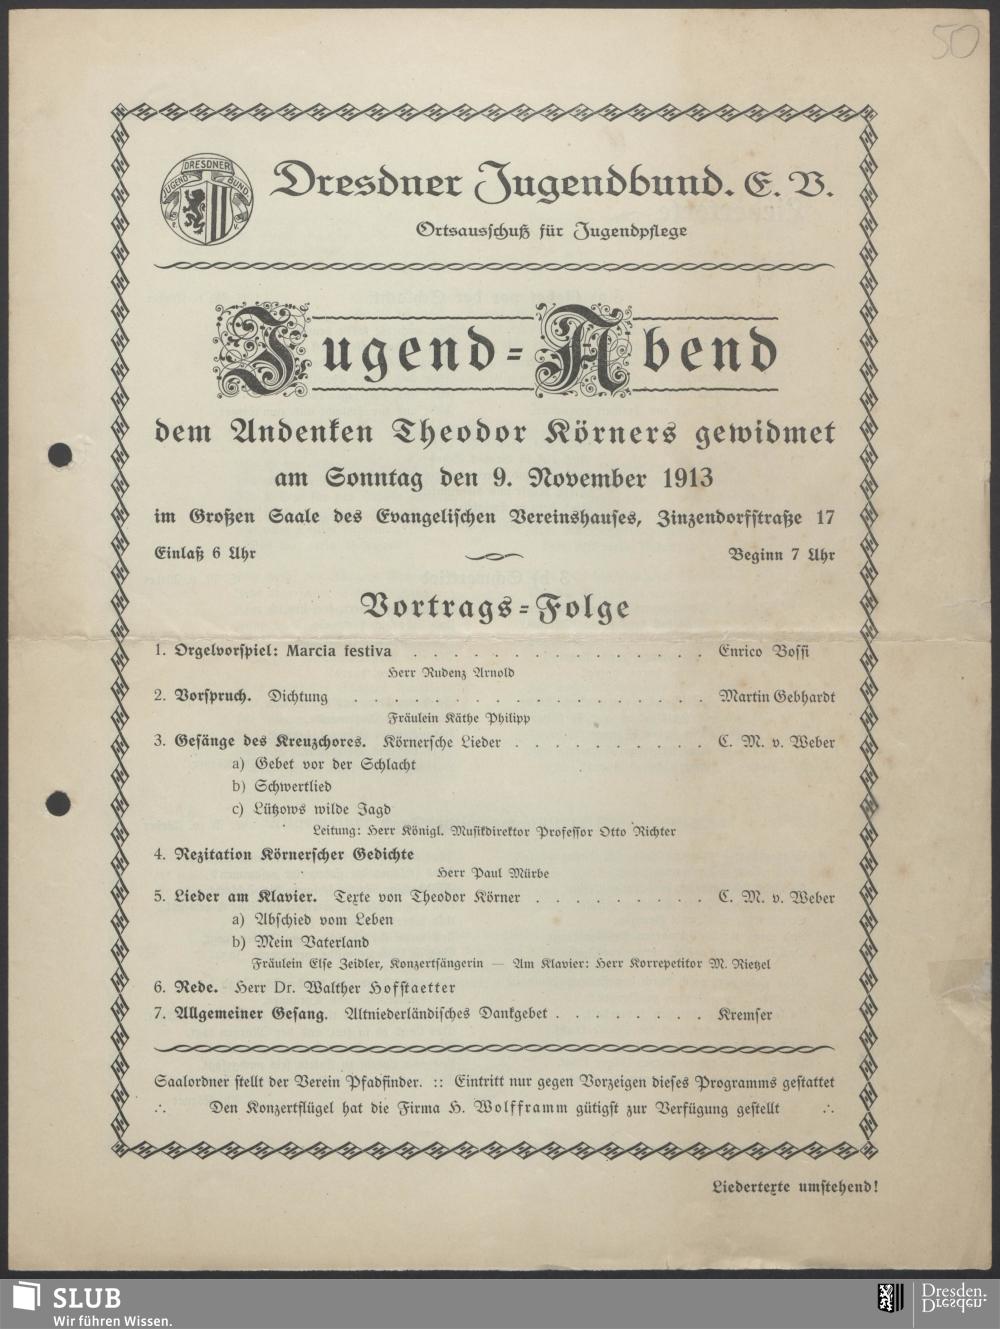 50
DRESDNER
JUGEND BUND
E. V.
Dresdner Jugendbund. E. V.
Ortsausschuß für Jugendpflege
Jugend=Abend
dem Andenken Theodor Körners gewidmet
am Sonntag den 9. November 1913
im Großen Saale des Evangelischen Vereinshauses, Zinzendorfstraße 17
Einlaß 6 Uhr Beginn 7 Uhr
Vortrags=Folge
1. Orgelvorspiel: Marcia festiva . . . . . . . . . . . . . . . Enrico Bossi
Herr Rudenz Arnold
2. Vorspruch. Dichtung . . . . . . . . . . . . . . . . . . Martin Gebhardt
Fräulein Käthe Philipp
3. Gesänge des Kreuzchores. Körnersche Lieder . . . . . . . . . . C. M. v. Weber
a) Gebet vor der Schlacht
b) Schwertlied
c) Lützows wilde Jagd
Leitung: Herr Königl. Musikdirektor Professor Otto Richter
4. Rezitation Körnerscher Gedichte
Herr Paul Mürbe
5. Lieder am Klavier. Texte von Theodor Körner . . . . . . . . . C. M. v. Weber
a) Abschied vom Leben
b) Mein Vaterland
Fräulein Else Zeidler, Konzertsängerin — Am Klavier: Herr Korrepetitor M. Rietzel
6. Rede. Herr Dr. Walther Hofstaetter
7. Allgemeiner Gesang. Altniederländisches Dankgebet . . . . . . . . Kremser
Saalordner stellt der Verein Pfadfinder. :: Eintritt nur gegen Vorzeigen dieses Programms gestattet
∴ Den Konzertflügel hat die Firma H. Wolfframm gütigst zur Verfügung gestellt ∴
Liedertexte umstehend!
SLUB
Wir führen Wissen.
Dresden.
Dresden.